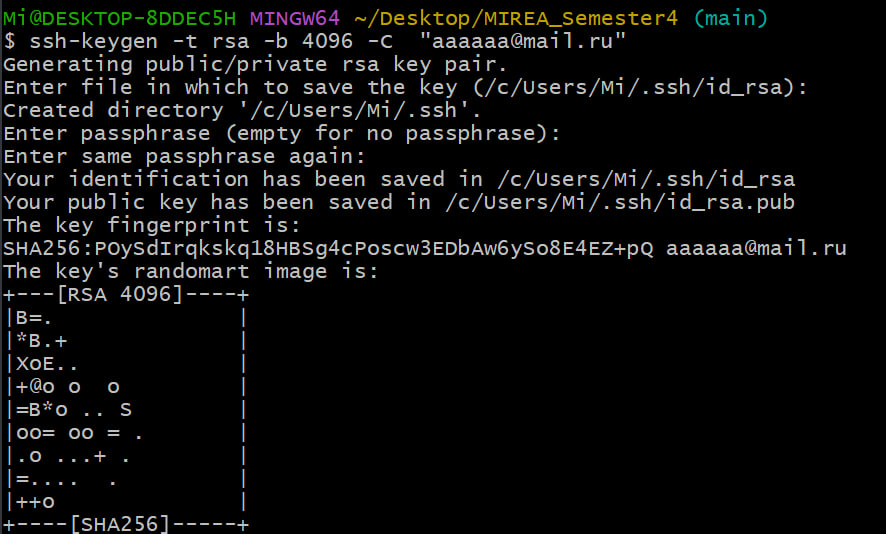 Mi@DESKTOP-8DDEC5H MINGW64 ~/Desktop/MIREA_Semester4 (main)
$ ssh-keygen -t rsa -b 4096 -C  "aaaaaa@mail.ru"
Generating public/private rsa key pair.
Enter file in which to save the key (/c/Users/Mi/.ssh/id_rsa):
Created directory '/c/Users/Mi/.ssh'.
Enter passphrase (empty for no passphrase):
Enter same passphrase again:
Your identification has been saved in /c/Users/Mi/.ssh/id_rsa
Your public key has been saved in /c/Users/Mi/.ssh/id_rsa.pub
The key fingerprint is:
SHA256:POySdIrqkskq18HBSg4cPoscw3EDbAw6ySo8E4EZ+pQ aaaaaa@mail.ru
The key's randomart image is:
+---[RSA 4096]----+
|B=.              |
|*B.+             |
|XoE..            |
|+@o o  o         |
|=B*o .. S        |
|oo= oo = .       |
|.o ...+ .        |
|=....  .         |
|++o              |
+----[SHA256]-----+